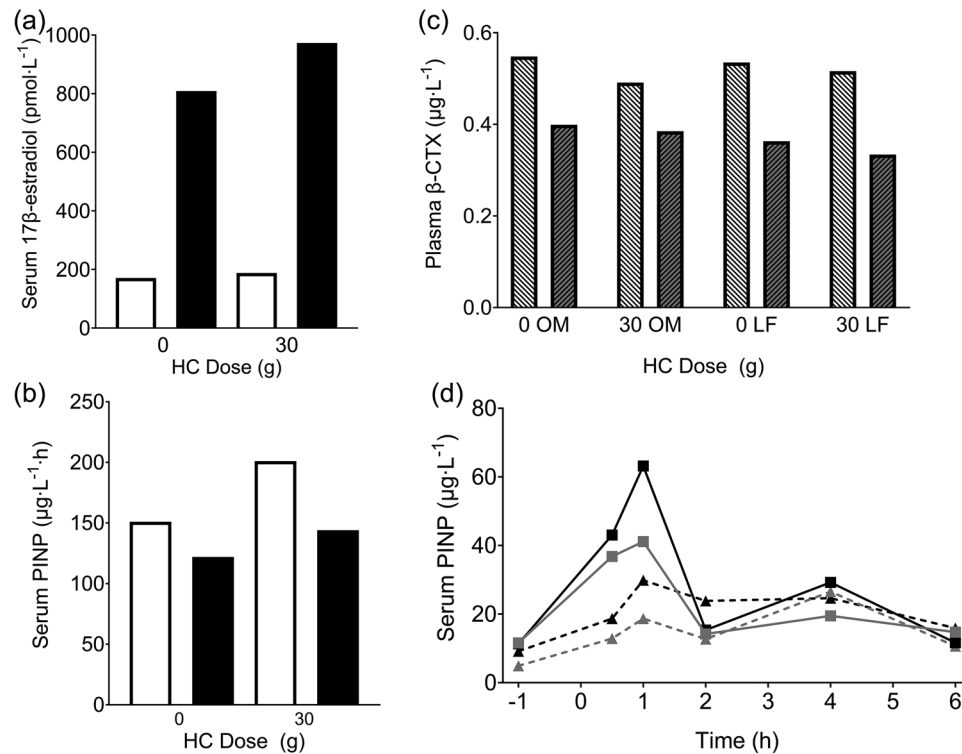 (a)
Serum 17β-estradiol (pmol·L⁻¹)
1000
800
600
400
200
0
0 30
HC Dose (g)
(c)
Plasma β-CTX (µg·L⁻¹)
0.6
0.4
0.2
0.0
0 OM 30 OM 0 LF 30 LF
HC Dose (g)
(b)
Serum PINP (µg·L⁻¹·h)
250
200
150
100
50
0
0 30
HC Dose (g)
(d)
Serum PINP (µg·L⁻¹)
80
60
40
20
0
-1 0 1 2 3 4 6
Time (h)